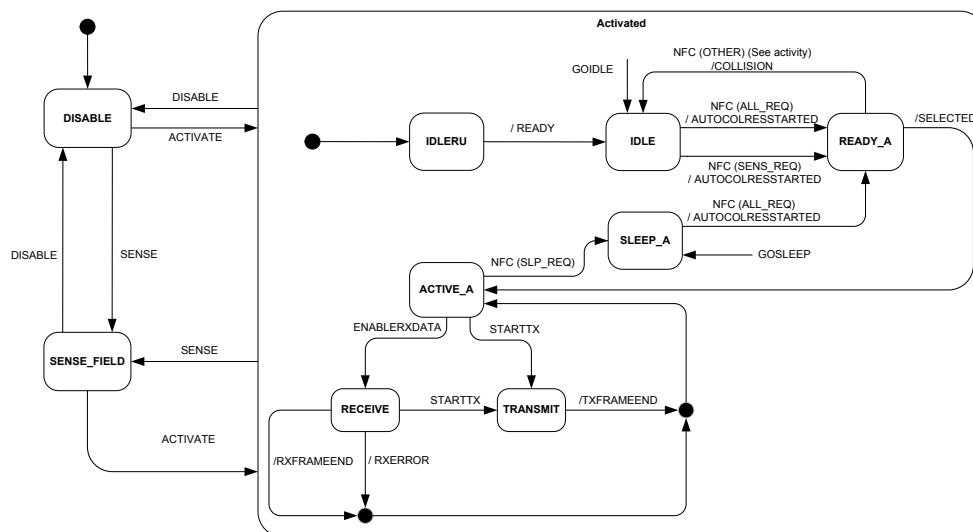 Activated
NFC (OTHER) (See activity)
/COLLISION
GOIDLE
DISABLE
DISABLE
ACTIVATE
IDLERU
/ READY
IDLE
NFC (ALL_REQ)
/ AUTOCOLRESSTARTED
READY_A
/SELECTED
NFC (SENS_REQ)
/ AUTOCOLRESSTARTED
NFC (ALL_REQ)
/ AUTOCOLRESSTARTED
SLEEP_A
GOSLEEP
DISABLE
SENSE
NFC (SLP_REQ)
ACTIVE_A
ENABLERXDATA
STARTTX
SENSE_FIELD
SENSE
RECEIVE
STARTTX
TRANSMIT
/TXFRAMEEND
ACTIVATE
/RXFRAMEEND
/ RXERROR